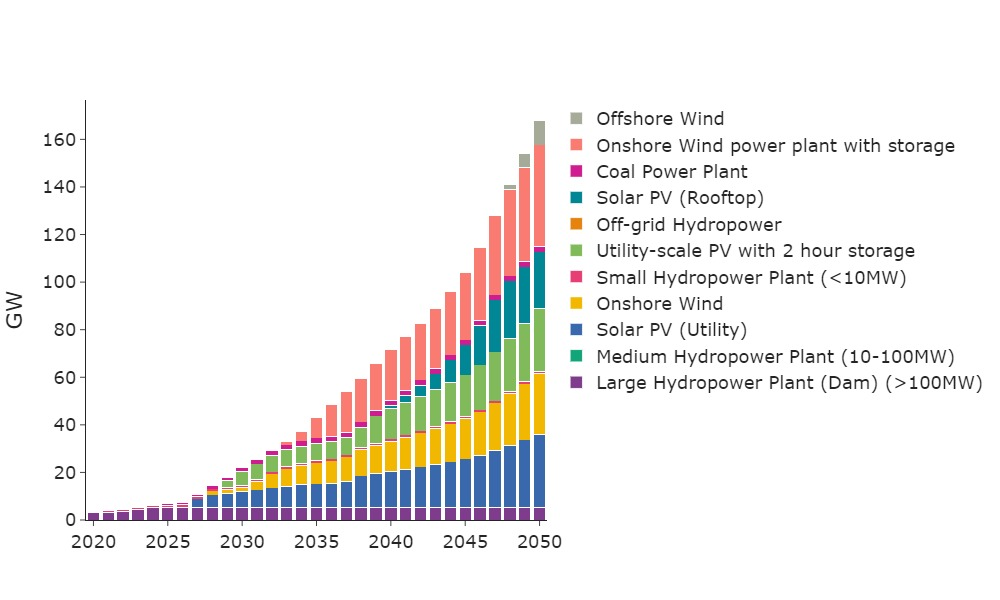 GW
160
140
120
100
80
60
40
20
0
2020 2025 2030 2035 2040 2045 2050
Offshore Wind
Onshore Wind power plant with storage
Coal Power Plant
Solar PV (Rooftop)
Off-grid Hydropower
Utility-scale PV with 2 hour storage
Small Hydropower Plant (<10MW)
Onshore Wind
Solar PV (Utility)
Medium Hydropower Plant (10-100MW)
Large Hydropower Plant (Dam) (>100MW)